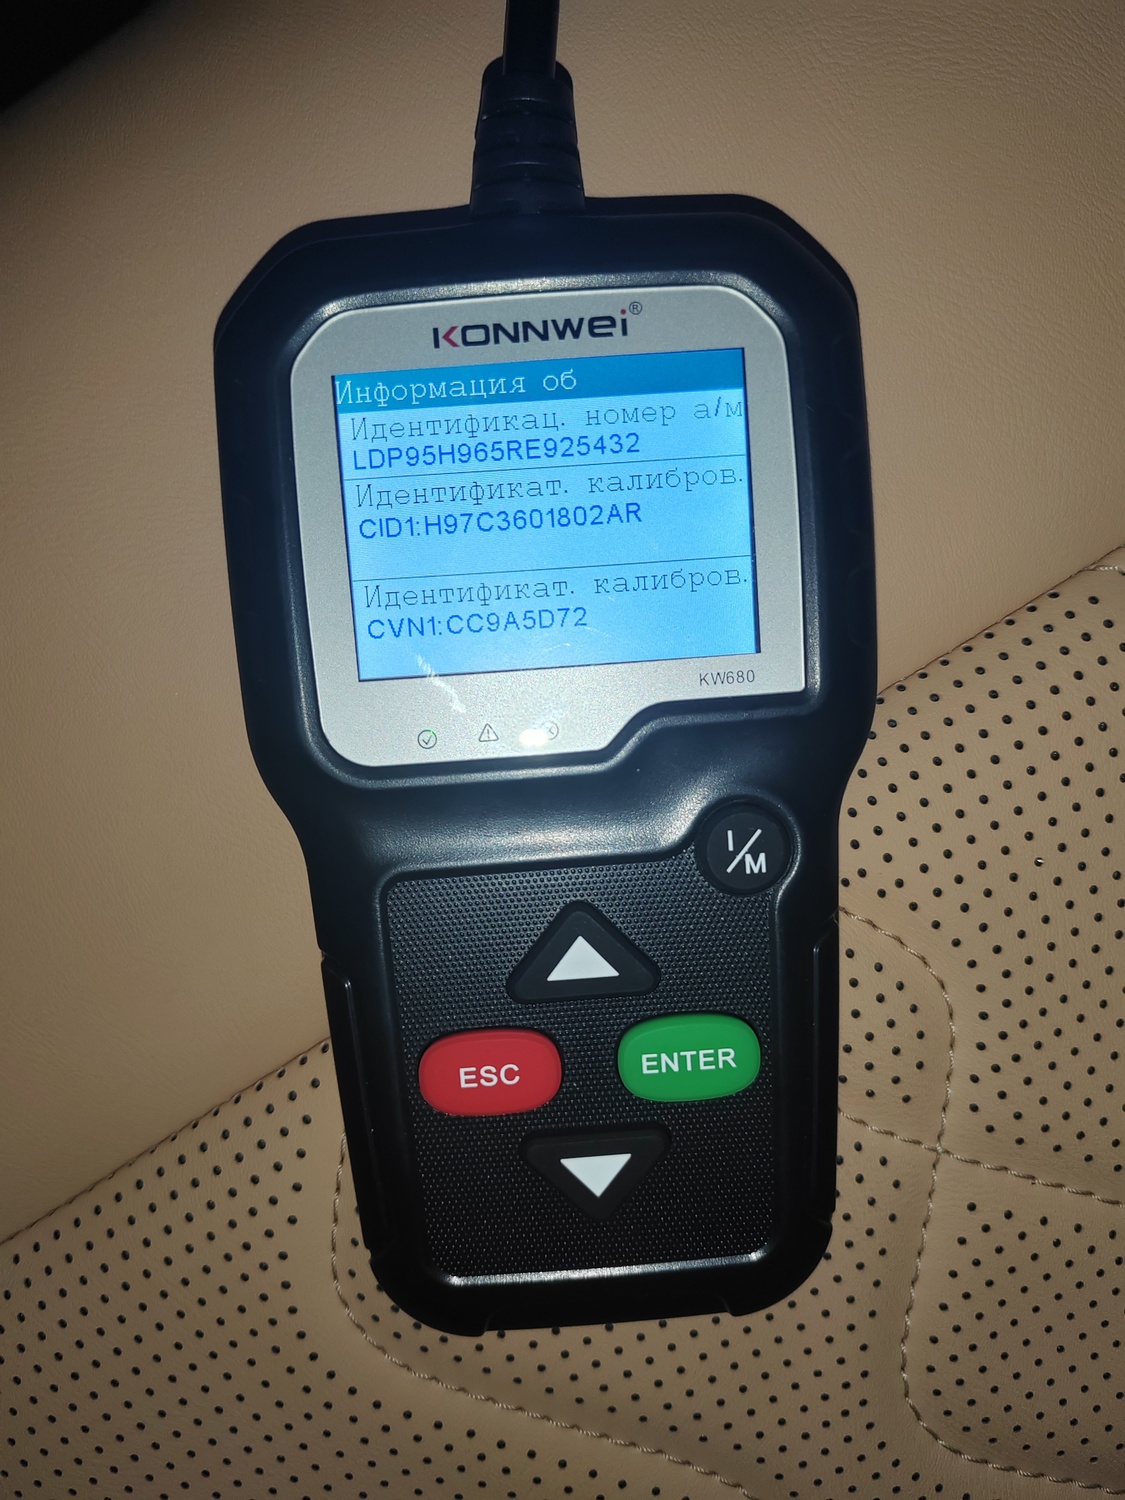 KONNWEI®
Информация об
Идентификац. номер а/м
LDP95H965RE925432
Идентификат. калибров.
CID1:H97C3601802AR
Идентификат. калибров.
CVN1:CC9A5D72
KW680
I/M
ESC
ENTER